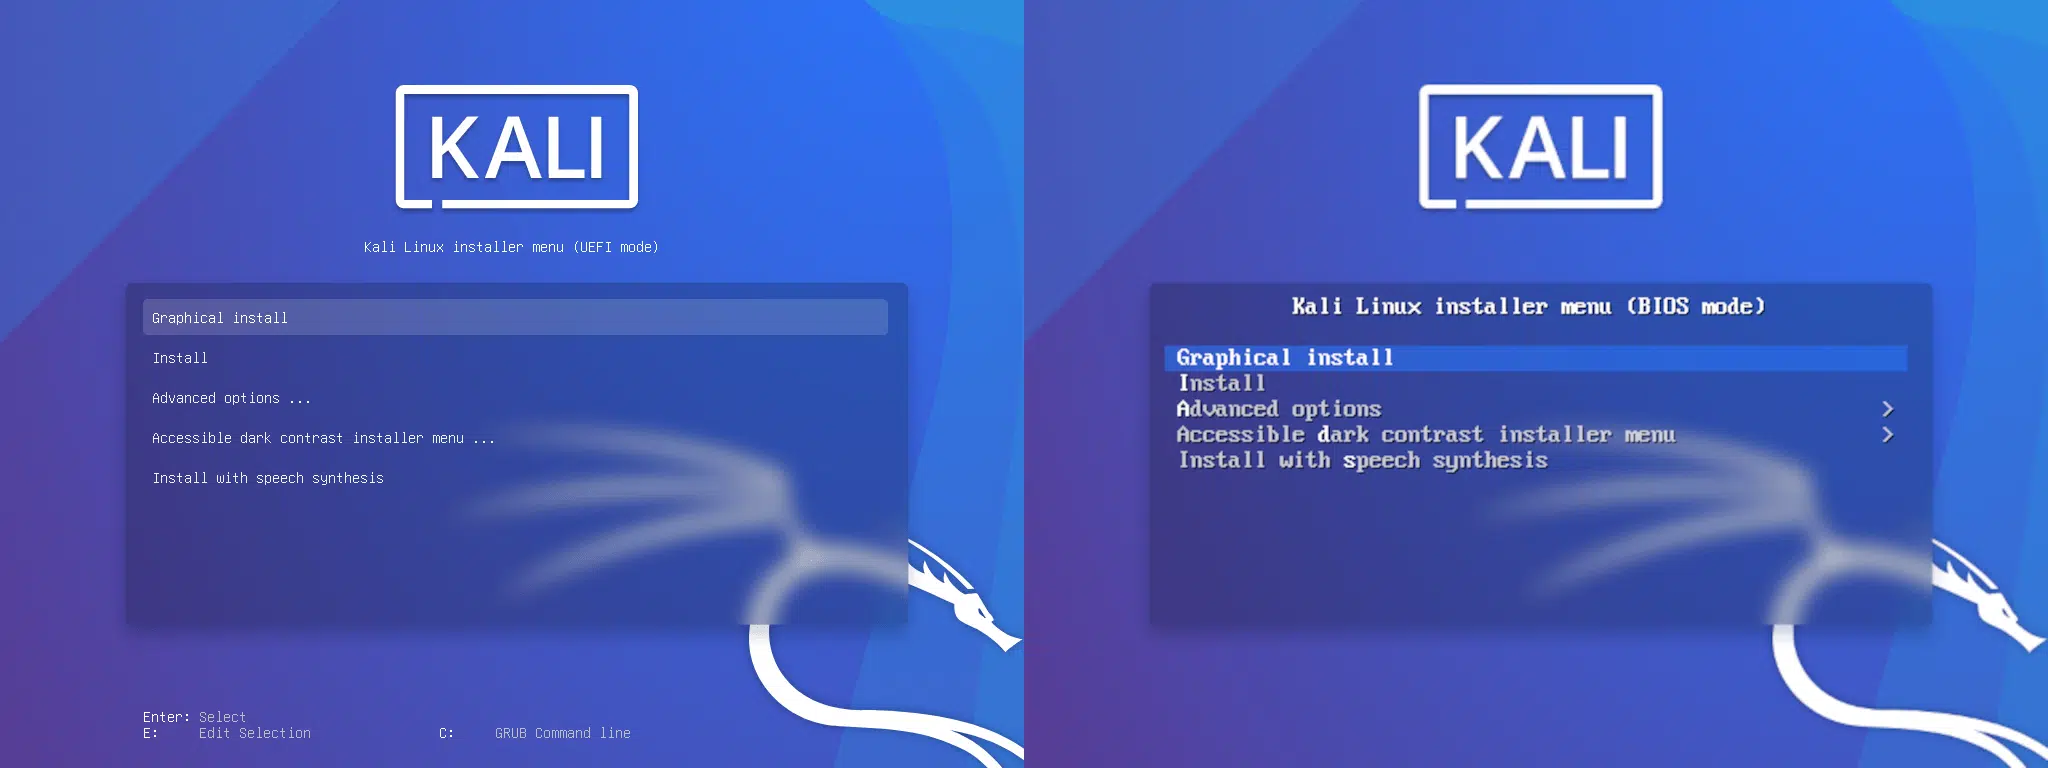 KALI
Kali Linux installer menu (UEFI mode)
Graphical install
Install
Advanced options ...
Accessible dark contrast installer menu ...
Install with speech synthesis
Enter: Select
E: Edit Selection C: GRUB Command line
KALI
Kali Linux installer menu (BIOS mode)
Graphical install
Install
Advanced options >
Accessible dark contrast installer menu >
Install with speech synthesis